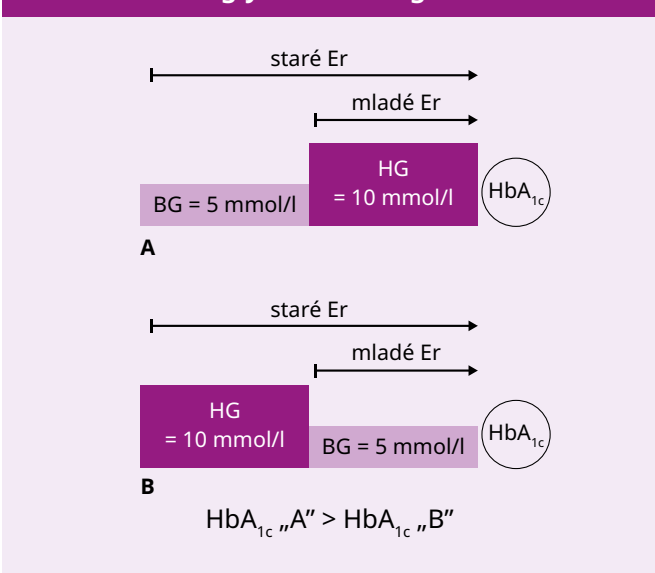 staré Er
mladé Er
HG
= 10 mmol/l
BG = 5 mmol/l
HbA1c
A
staré Er
mladé Er
HG
= 10 mmol/l
BG = 5 mmol/l
HbA1c
B
HbA1c „A” > HbA1c „B”